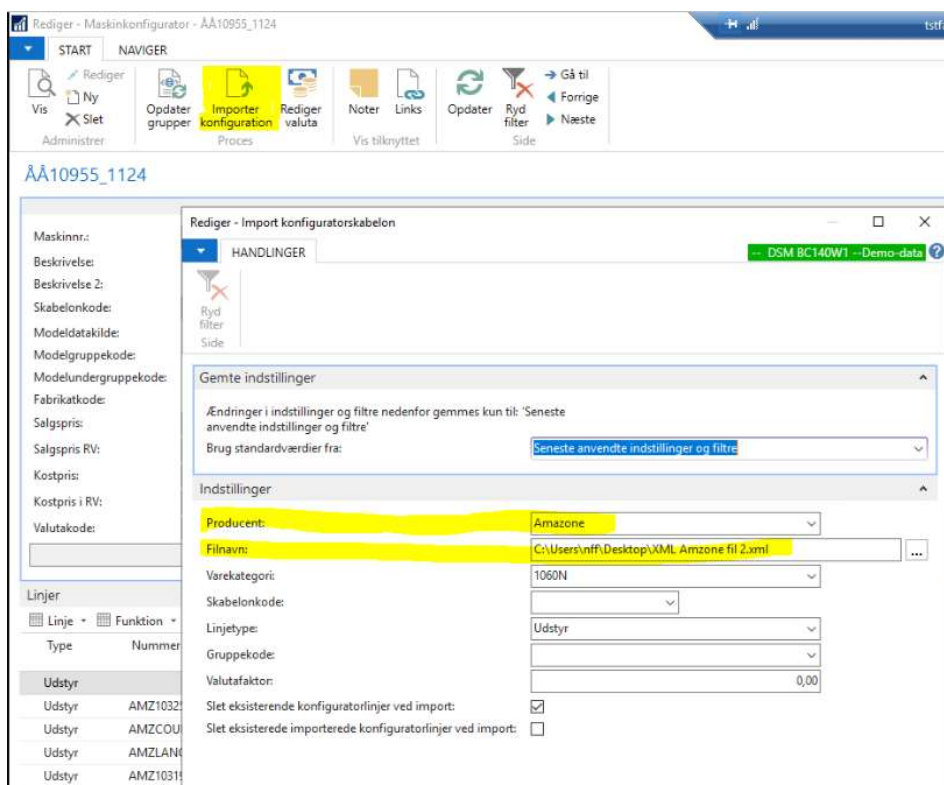 Rediger - Maskinkonfigurator - ÅÅ10955_1124
tstf
START NAVIGER
Vis
Rediger
Ny
Slet
Administrer
Opdater grupper
Importer konfiguration
Rediger valuta
Proces
Noter
Links
Vis tilknyttet
Opdater
Ryd filter
Gå til
Forrige
Næste
Side
ÅÅ10955_1124
Maskinnr.:
Beskrivelse:
Beskrivelse 2:
Skabelonkode:
Modeldatakilde:
Modelgruppekode:
Modelundergruppekode:
Fabrikatkode:
Salgspris:
Salgspris RV:
Kostpris:
Kostpris i RV:
Valutakode:
Linjer
Linje Funktion
Type Nummer
Udstyr
Udstyr AMZ1032
Udstyr AMZCOU
Udstyr AMZLAN
Udstyr AMZ1031
Rediger - Import konfiguratorskabelon
HANDLINGER
-- DSM BC140W1 --Demo-data
Ryd
filter
Side
Gemte indstillinger
Ændringer i indstillinger og filtre nedenfor gemmes kun til: 'Seneste
anvendte indstillinger og filtre'
Brug standardværdier fra: Seneste anvendte indstillinger og filtre
Indstillinger
Producent: Amazone
Filnavn: C:\Users\nff\Desktop\XML Amzone fil 2.xml ...
Varekategori: 1060N
Skabelonkode:
Linjetype: Udstyr
Gruppekode:
Valutafaktor: 0,00
Slet eksisterende konfiguratorlinjer ved import:
Slet eksisterede importerede konfiguratorlinjer ved import: